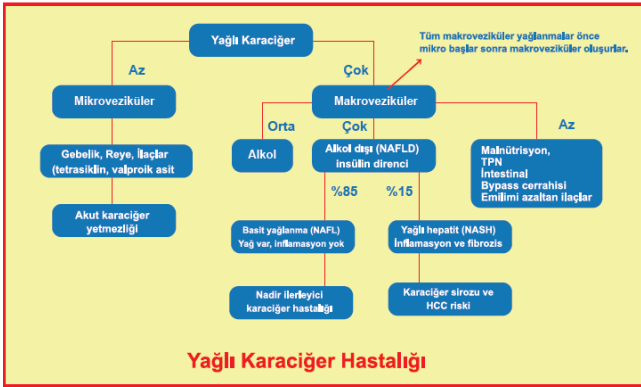 Yağlı Karaciğer
Tüm makroveziküler yağlanmalar önce
mikro başlar sonra makroveziküler oluşurlar.
Az
Çok
Mikroveziküler
Makroveziküler
Orta
Çok
Az
Gebelik, Reye, İlaçlar
(tetrasiklin, valproik asit
Alkol
Alkol dışı (NAFLD)
insülin direnci
Malnütrisyon,
TPN
İntestinal
Bypass cerrahisi
Emilimi azaltan ilaçlar
%85
%15
Akut karaciğer
yetmezliği
Basit yağlanma (NAFL)
Yağ var, inflamasyon yok
Yağlı hepatit (NASH)
İnflamasyon ve fibrozis
Nadir ilerleyici
karaciğer hastalığı
Karaciğer sirozu ve
HCC riski
Yağlı Karaciğer Hastalığı